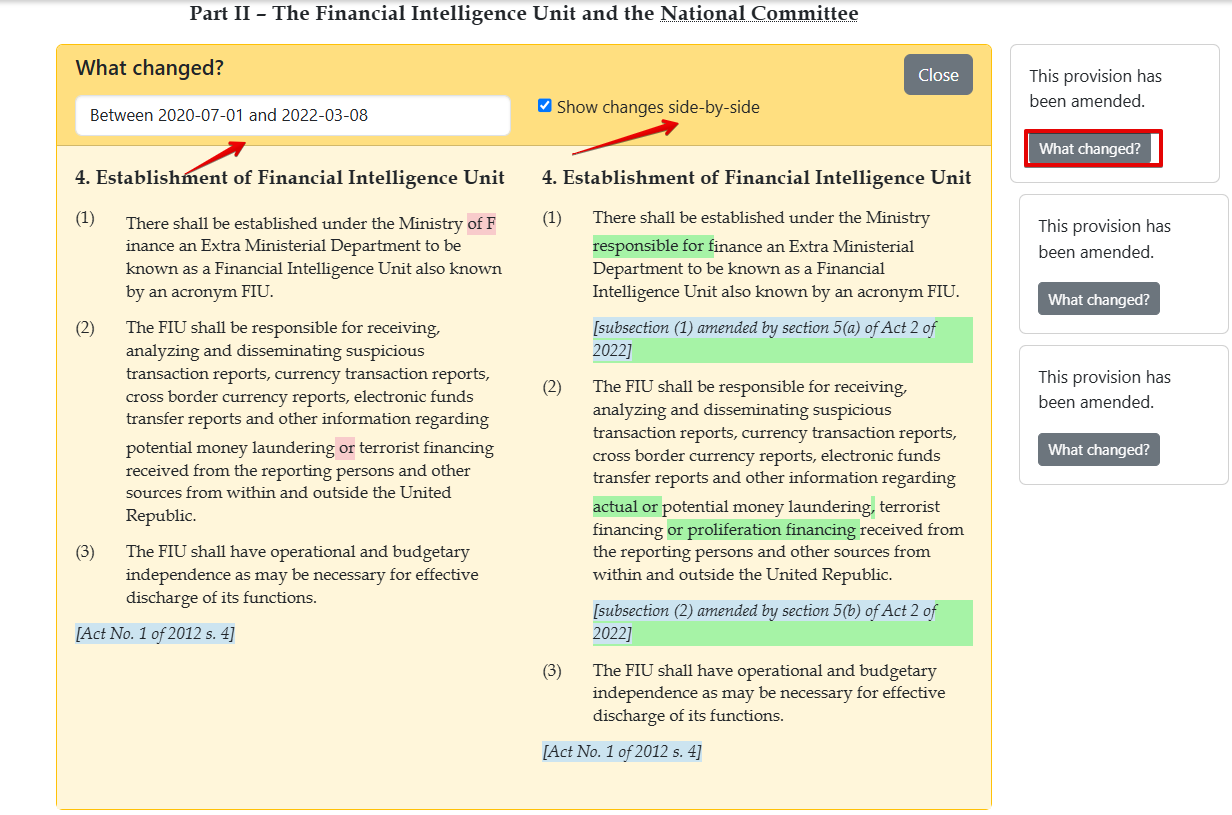 Part II – The Financial Intelligence Unit and the National Committee
What changed?
Close
Between 2020-07-01 and 2022-03-08
Show changes side-by-side
4. Establishment of Financial Intelligence Unit
(1) There shall be established under the Ministry of F
inance an Extra Ministerial Department to be
known as a Financial Intelligence Unit also known
by an acronym FIU.
(2) The FIU shall be responsible for receiving,
analyzing and disseminating suspicious
transaction reports, currency transaction reports,
cross border currency reports, electronic funds
transfer reports and other information regarding
potential money laundering or terrorist financing
received from the reporting persons and other
sources from within and outside the United
Republic.
(3) The FIU shall have operational and budgetary
independence as may be necessary for effective
discharge of its functions.
[Act No. 1 of 2012 s. 4]
4. Establishment of Financial Intelligence Unit
(1) There shall be established under the Ministry
responsible for finance an Extra Ministerial
Department to be known as a Financial
Intelligence Unit also known by an acronym FIU.
[subsection (1) amended by section 5(a) of Act 2 of
2022]
(2) The FIU shall be responsible for receiving,
analyzing and disseminating suspicious
transaction reports, currency transaction reports,
cross border currency reports, electronic funds
transfer reports and other information regarding
actual or potential money laundering, terrorist
financing or proliferation financing received from
the reporting persons and other sources from
within and outside the United Republic.
[subsection (2) amended by section 5(b) of Act 2 of
2022]
(3) The FIU shall have operational and budgetary
independence as may be necessary for effective
discharge of its functions.
[Act No. 1 of 2012 s. 4]
This provision has
been amended.
What changed?
This provision has
been amended.
What changed?
This provision has
been amended.
What changed?